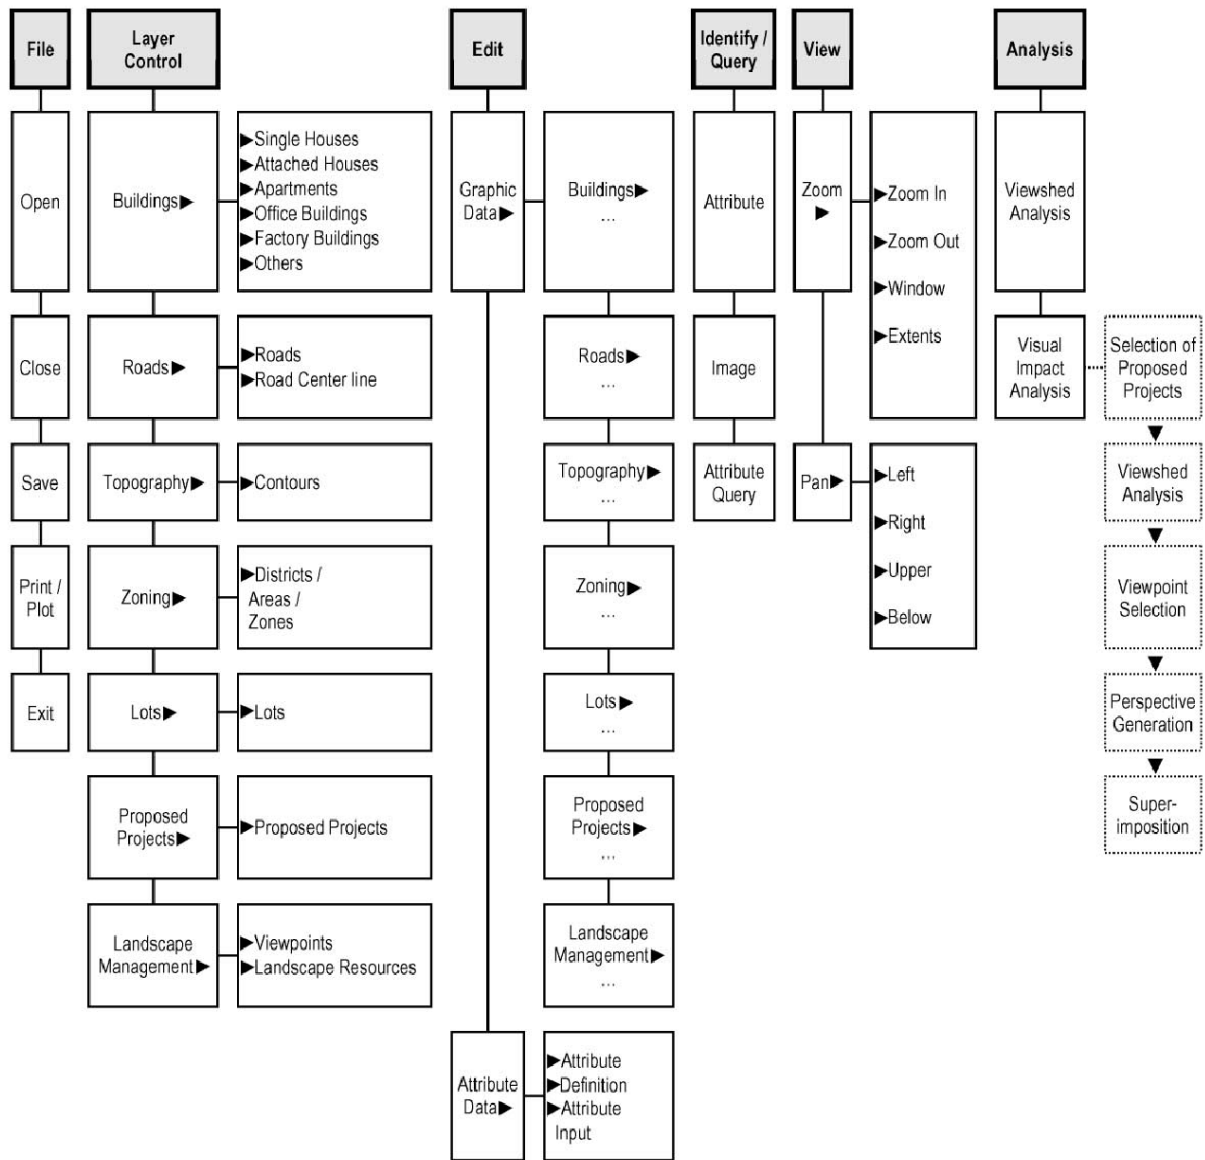 File
Layer
Control
Edit
Identify /
Query
View
Analysis
Open
Close
Save
Print /
Plot
Exit
Buildings▶
▶Single Houses
▶Attached Houses
▶Apartments
▶Office Buildings
▶Factory Buildings
▶Others
Roads▶
▶Roads
▶Road Center line
Topography▶
▶Contours
Zoning▶
▶Districts /
Areas /
Zones
Lots▶
▶Lots
Proposed
Projects▶
▶Proposed Projects
Landscape
Management▶
▶Viewpoints
▶Landscape Resources
Graphic
Data▶
Buildings▶
...
Roads▶
...
Topography▶
...
Zoning▶
...
Lots▶
...
Proposed
Projects▶
...
Landscape
Management▶
...
Attribute
Data▶
▶Attribute
▶Definition
▶Attribute
Input
Attribute
Image
Attribute
Query
Zoom
▶
▶Zoom In
▶Zoom Out
▶Window
▶Extents
Pan▶
▶Left
▶Right
▶Upper
▶Below
Viewshed
Analysis
Visual
Impact
Analysis
Selection of
Proposed
Projects
▼
Viewshed
Analysis
▼
Viewpoint
Selection
▼
Perspective
Generation
▼
Super-
imposition